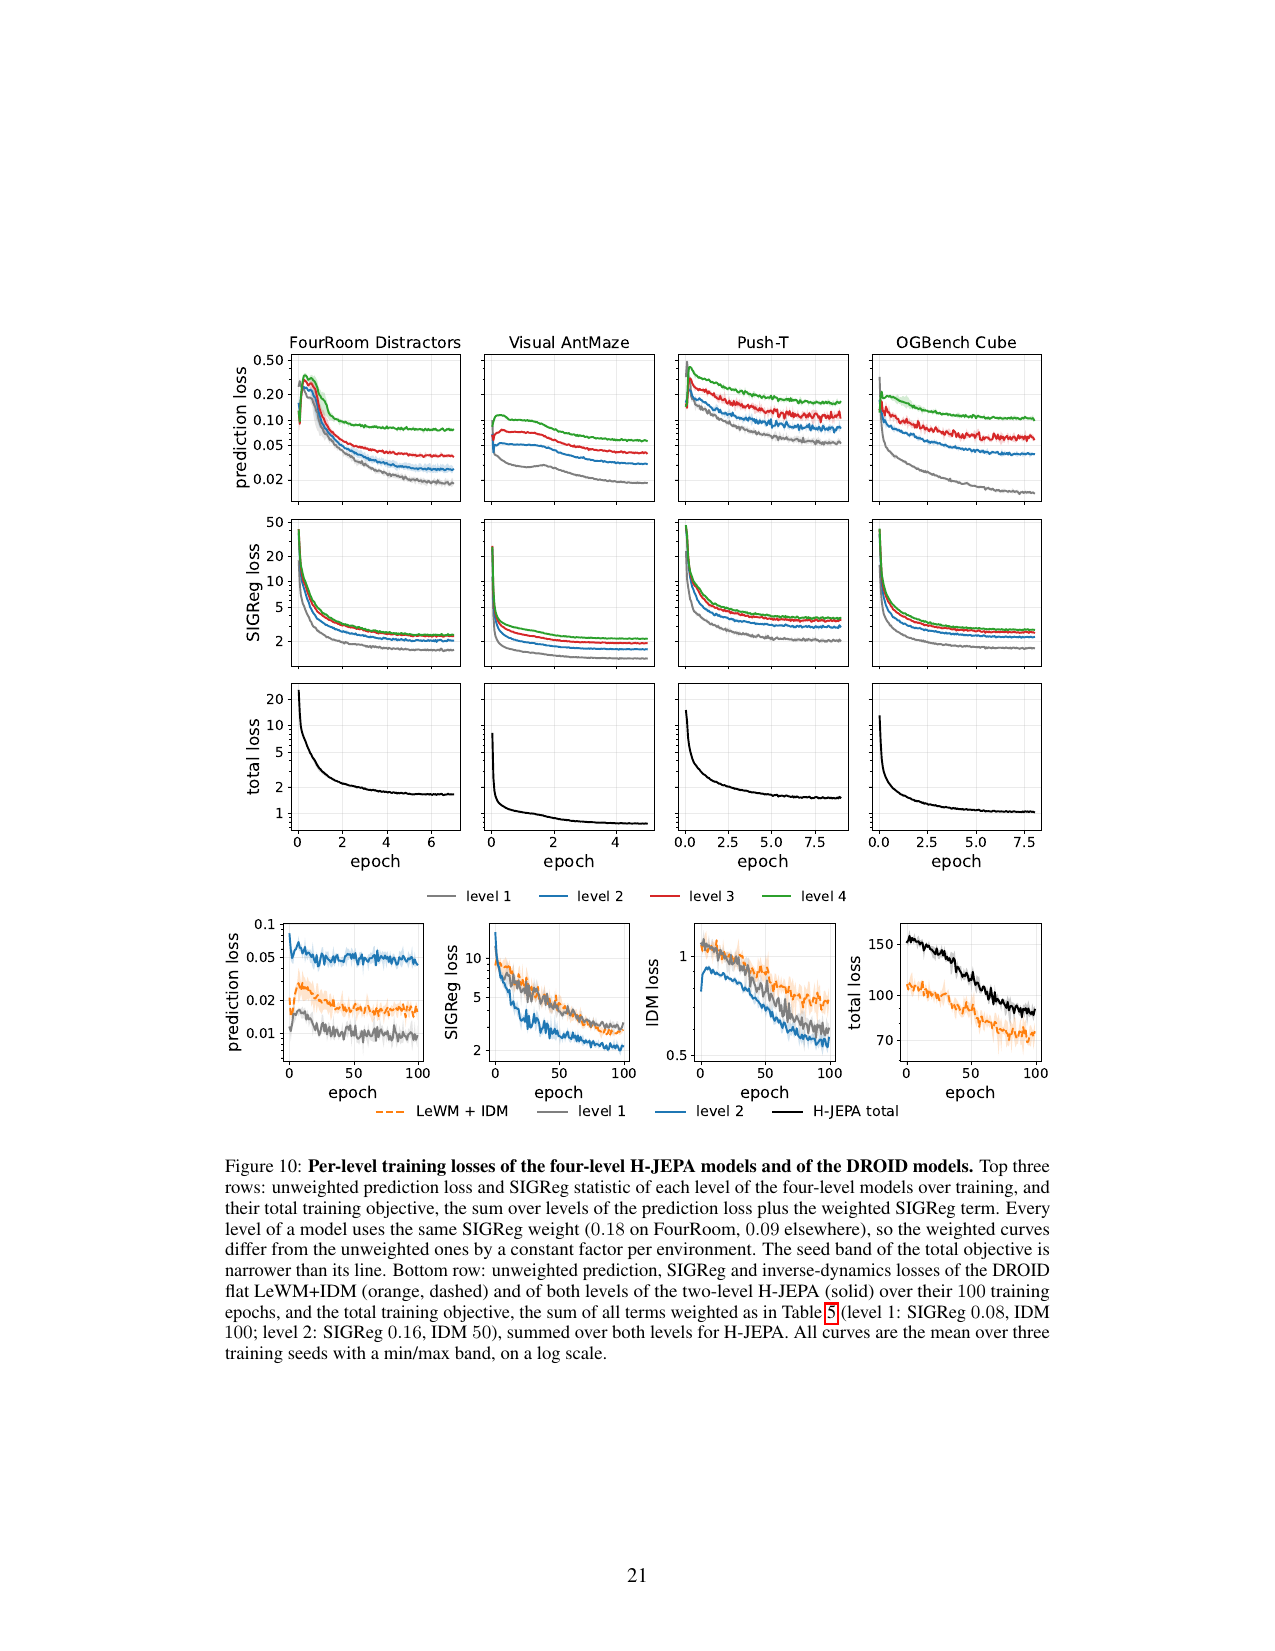 FourRoom Distractors
Visual AntMaze
Push-T
OGBench Cube
prediction loss
0.50
0.20
0.10
0.05
0.02
SIGReg loss
50
20
10
5
2
total loss
20
10
5
2
1
0 2 4 6
0 2 4
0.0 2.5 5.0 7.5
0.0 2.5 5.0 7.5
epoch epoch epoch epoch
level 1 level 2 level 3 level 4
prediction loss
0.1
0.05
0.02
0.01
0 50 100
epoch
SIGReg loss
10
5
2
0 50 100
epoch
IDM loss
1
0.5
0 50 100
epoch
total loss
150
100
70
0 50 100
epoch
LeWM + IDM level 1 level 2 H-JEPA total
Figure 10: Per-level training losses of the four-level H-JEPA models and of the DROID models. Top three
rows: unweighted prediction loss and SIGReg statistic of each level of the four-level models over training, and
their total training objective, the sum over levels of the prediction loss plus the weighted SIGReg term. Every
level of a model uses the same SIGReg weight (0.18 on FourRoom, 0.09 elsewhere), so the weighted curves
differ from the unweighted ones by a constant factor per environment. The seed band of the total objective is
narrower than its line. Bottom row: unweighted prediction, SIGReg and inverse-dynamics losses of the DROID
flat LeWM+IDM (orange, dashed) and of both levels of the two-level H-JEPA (solid) over their 100 training
epochs, and the total training objective, the sum of all terms weighted as in Table 5 (level 1: SIGReg 0.08, IDM
100; level 2: SIGReg 0.16, IDM 50), summed over both levels for H-JEPA. All curves are the mean over three
training seeds with a min/max band, on a log scale.
21